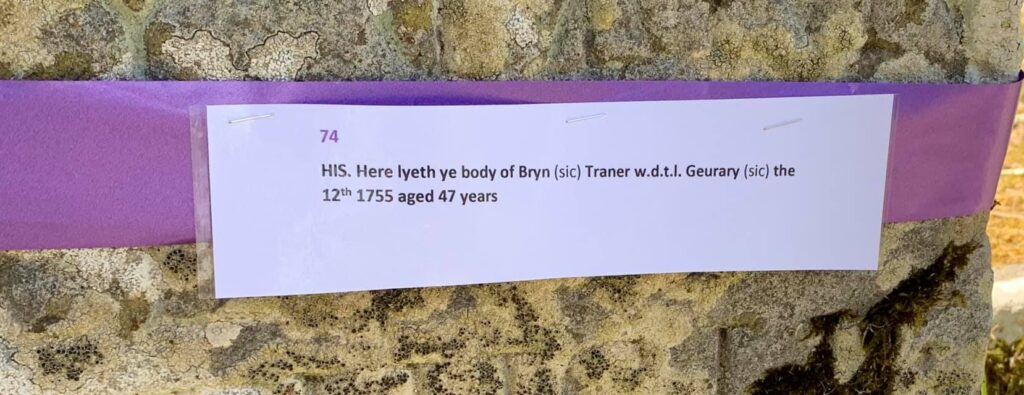 74
HIS. Here lyeth ye body of Bryn (sic) Traner w.d.t.l. Geurary (sic) the
12th 1755 aged 47 years